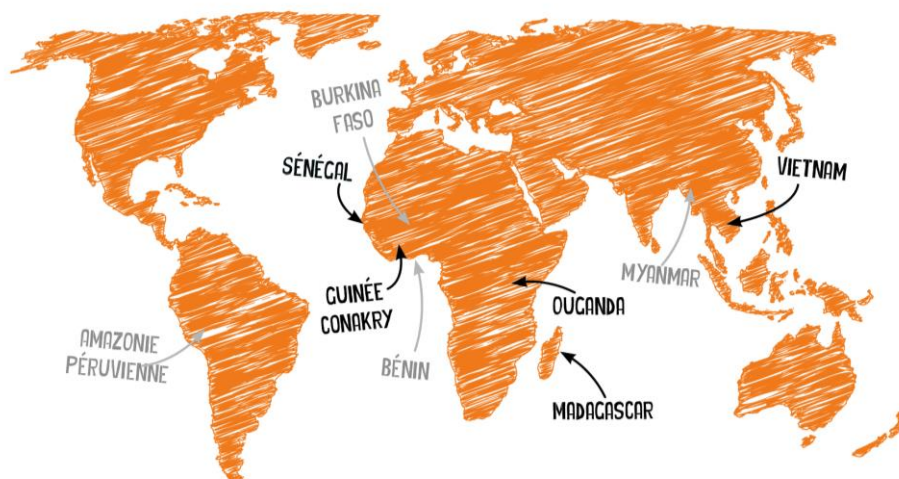 BURKINA
FASO
SÉNÉGAL
VIETNAM
GUINÉE
CONAKRY
MYANMAR
OUGANDA
AMAZONIE
PÉRUVIENNE
BÉNIN
MADAGASCAR